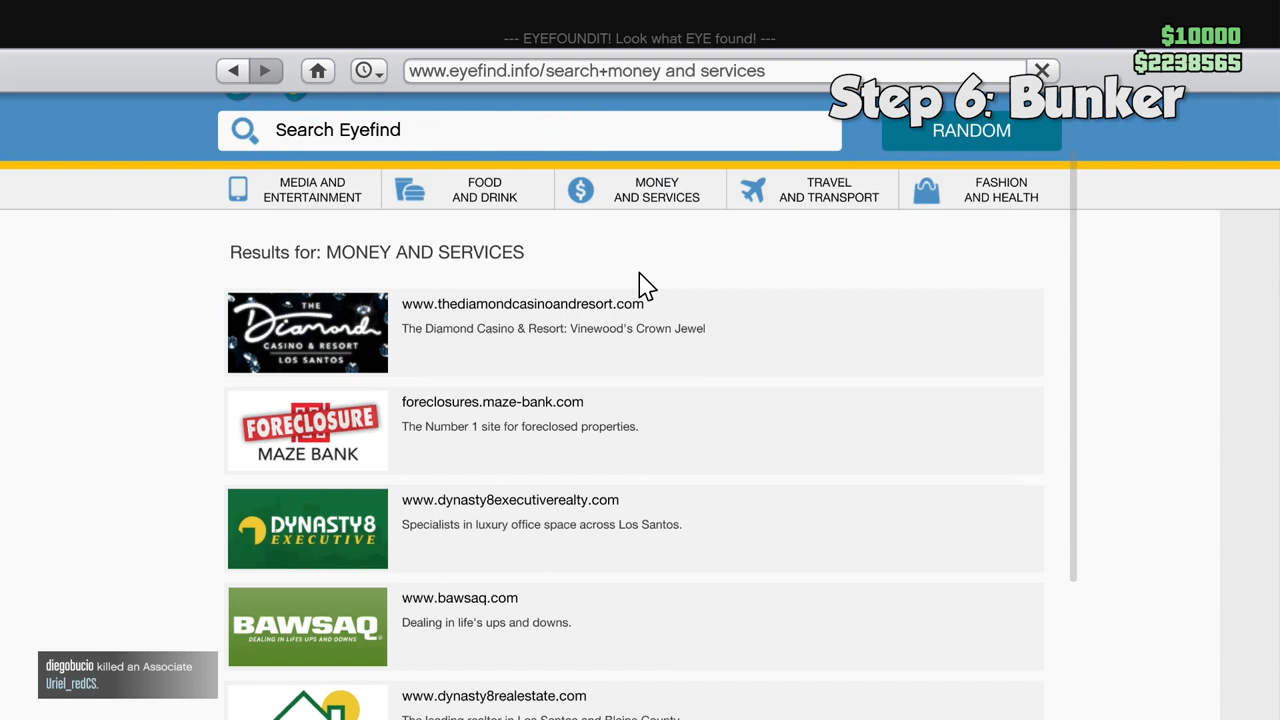 --- EYEFOUNDIT! Look what EYE found! ---
$10000
$2238565
www.eyefind.info/search+money and services
Step 6: Bunker
Search Eyefind
RANDOM
MEDIA AND
ENTERTAINMENT
FOOD
AND DRINK
MONEY
AND SERVICES
TRAVEL
AND TRANSPORT
FASHION
AND HEALTH
Results for: MONEY AND SERVICES
THE
Diamond
CASINO & RESORT
LOS SANTOS
www.thediamondcasinoandresort.com
The Diamond Casino & Resort: Vinewood's Crown Jewel
FORECLOSURE
MAZE BANK
foreclosures.maze-bank.com
The Number 1 site for foreclosed properties.
DYNASTY8
EXECUTIVE
www.dynasty8executiverealty.com
Specialists in luxury office space across Los Santos.
BAWSAQ
DEALING IN LIFES UPS AND DOWNS
www.bawsaq.com
Dealing in life's ups and downs.
diegobucio killed an Associate
Uriel_redCS.
www.dynasty8realestate.com
The leading realtor in Los Santos and Blaine County.